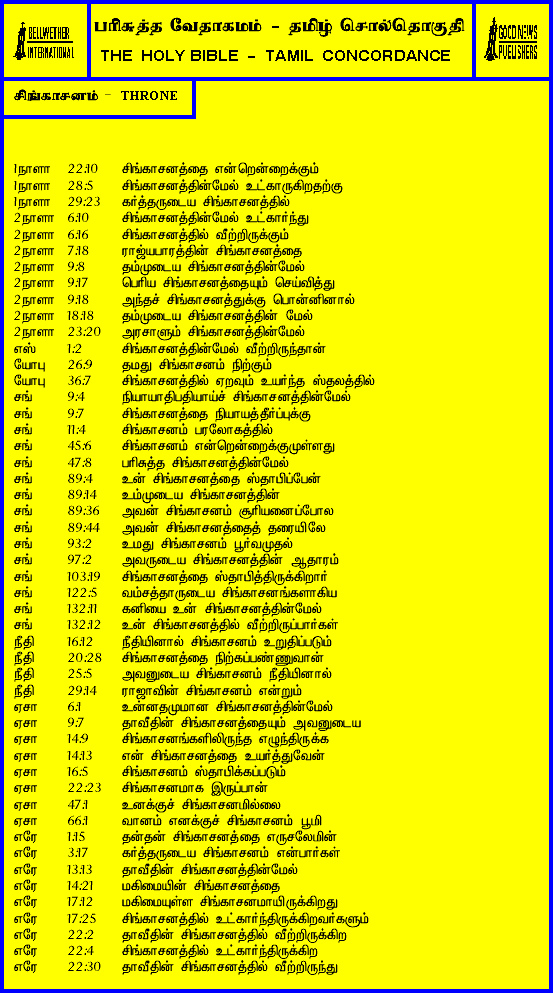 BELLWETHER
INTERNATIONAL
பரிசுத்த வேதாகமம் - தமிழ் சொல்தொகுதி
THE HOLY BIBLE - TAMIL CONCORDANCE
GOOD NEWS
PUBLISHERS
சிங்காசனம் - THRONE
1நாளா 22:10 சிங்காசனத்தை என்றென்றைக்கும்
1நாளா 28:5 சிங்காசனத்தின்மேல் உட்காருகிறதற்கு
1நாளா 29:23 கர்த்தருடைய சிங்காசனத்தில்
2நாளா 6:10 சிங்காசனத்தின்மேல் உட்கார்ந்து
2நாளா 6:16 சிங்காசனத்தில் வீற்றிருக்கும்
2நாளா 7:18 ராஜ்யபாரத்தின் சிங்காசனத்தை
2நாளா 9:8 தம்முடைய சிங்காசனத்தின்மேல்
2நாளா 9:17 பெரிய சிங்காசனத்தையும் செய்வித்து
2நாளா 9:18 அந்தச் சிங்காசனத்துக்கு பொன்னினால்
2நாளா 18:18 தம்முடைய சிங்காசனத்தின் மேல்
2நாளா 23:20 அரசாளும் சிங்காசனத்தின்மேல்
எஸ் 1:2 சிங்காசனத்தின்மேல் வீற்றிருந்தான்
யோபு 26:9 தமது சிங்காசனம் நிற்கும்
யோபு 36:7 சிங்காசனத்தில் ஏறவும் உயர்ந்த ஸ்தலத்தில்
சங் 9:4 நியாயாதிபதியாய்ச் சிங்காசனத்தின்மேல்
சங் 9:7 சிங்காசனத்தை நியாயத்தீர்ப்புக்கு
சங் 11:4 சிங்காசனம் பரலோகத்தில்
சங் 45:6 சிங்காசனம் என்றென்றைக்குமுள்ளது
சங் 47:8 பரிசுத்த சிங்காசனத்தின்மேல்
சங் 89:4 உன் சிங்காசனத்தை ஸ்தாபிப்பேன்
சங் 89:14 உம்முடைய சிங்காசனத்தின்
சங் 89:36 அவன் சிங்காசனம் சூரியனைப்போல
சங் 89:44 அவன் சிங்காசனத்தைத் தரையிலே
சங் 93:2 உமது சிங்காசனம் பூர்வமுதல்
சங் 97:2 அவருடைய சிங்காசனத்தின் ஆதாரம்
சங் 103:19 சிங்காசனத்தை ஸ்தாபித்திருக்கிறார்
சங் 122:5 வம்சத்தாருடைய சிங்காசனங்களாகிய
சங் 132:11 கனியை உன் சிங்காசனத்தின்மேல்
சங் 132:12 உன் சிங்காசனத்தில் வீற்றிருப்பார்கள்
நீதி 16:12 நீதியினால் சிங்காசனம் உறுதிப்படும்
நீதி 20:28 சிங்காசனத்தை நிற்கப்பண்ணுவான்
நீதி 25:5 அவனுடைய சிங்காசனம் நீதியினால்
நீதி 29:14 ராஜாவின் சிங்காசனம் என்றும்
ஏசா 6:1 உன்னதமுமான சிங்காசனத்தின்மேல்
ஏசா 9:7 தாவீதின் சிங்காசனத்தையும் அவனுடைய
ஏசா 14:9 சிங்காசனங்களிலிருந்த எழுந்திருக்க
ஏசா 14:13 என் சிங்காசனத்தை உயர்த்துவேன்
ஏசா 16:5 சிங்காசனம் ஸ்தாபிக்கப்படும்
ஏசா 22:23 சிங்காசனமாக இருப்பான்
ஏசா 47:1 உனக்குச் சிங்காசனமில்லை
ஏசா 66:1 வானம் எனக்குச் சிங்காசனம் பூமி
எரே 1:15 தன்தன் சிங்காசனத்தை எருசலேமின்
எரே 3:17 கர்த்தருடைய சிங்காசனம் என்பார்கள்
எரே 13:13 தாவீதின் சிங்காசனத்தின்மேல்
எரே 14:21 மகிமையின் சிங்காசனத்தை
எரே 17:12 மகிமையுள்ள சிங்காசனமாயிருக்கிறது
எரே 17:25 சிங்காசனத்தில் உட்கார்ந்திருக்கிறவர்களும்
எரே 22:2 தாவீதின் சிங்காசனத்தில் வீற்றிருக்கிற
எரே 22:4 சிங்காசனத்தில் உட்கார்ந்திருக்கிற
எரே 22:30 தாவீதின் சிங்காசனத்தில் வீற்றிருந்து